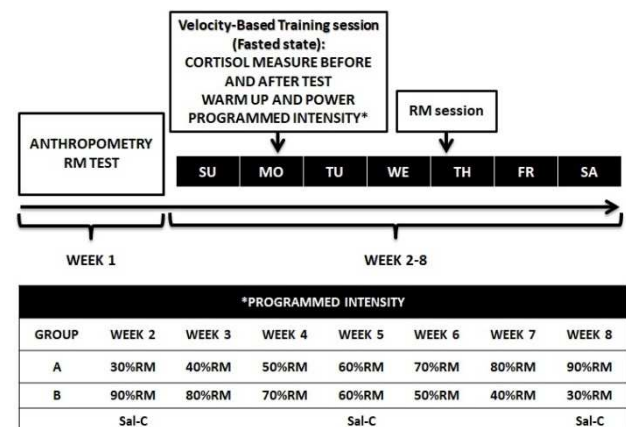 Velocity-Based Training session
(Fasted state):
CORTISOL MEASURE BEFORE
AND AFTER TEST
WARM UP AND POWER
PROGRAMMED INTENSITY*
RM session
ANTHROPOMETRY
RM TEST
SU MO TU WE TH FR SA
WEEK 1 WEEK 2-8
*PROGRAMMED INTENSITY
GROUP WEEK 2 WEEK 3 WEEK 4 WEEK 5 WEEK 6 WEEK 7 WEEK 8
A 30%RM 40%RM 50%RM 60%RM 70%RM 80%RM 90%RM
B 90%RM 80%RM 70%RM 60%RM 50%RM 40%RM 30%RM
Sal-C Sal-C Sal-C